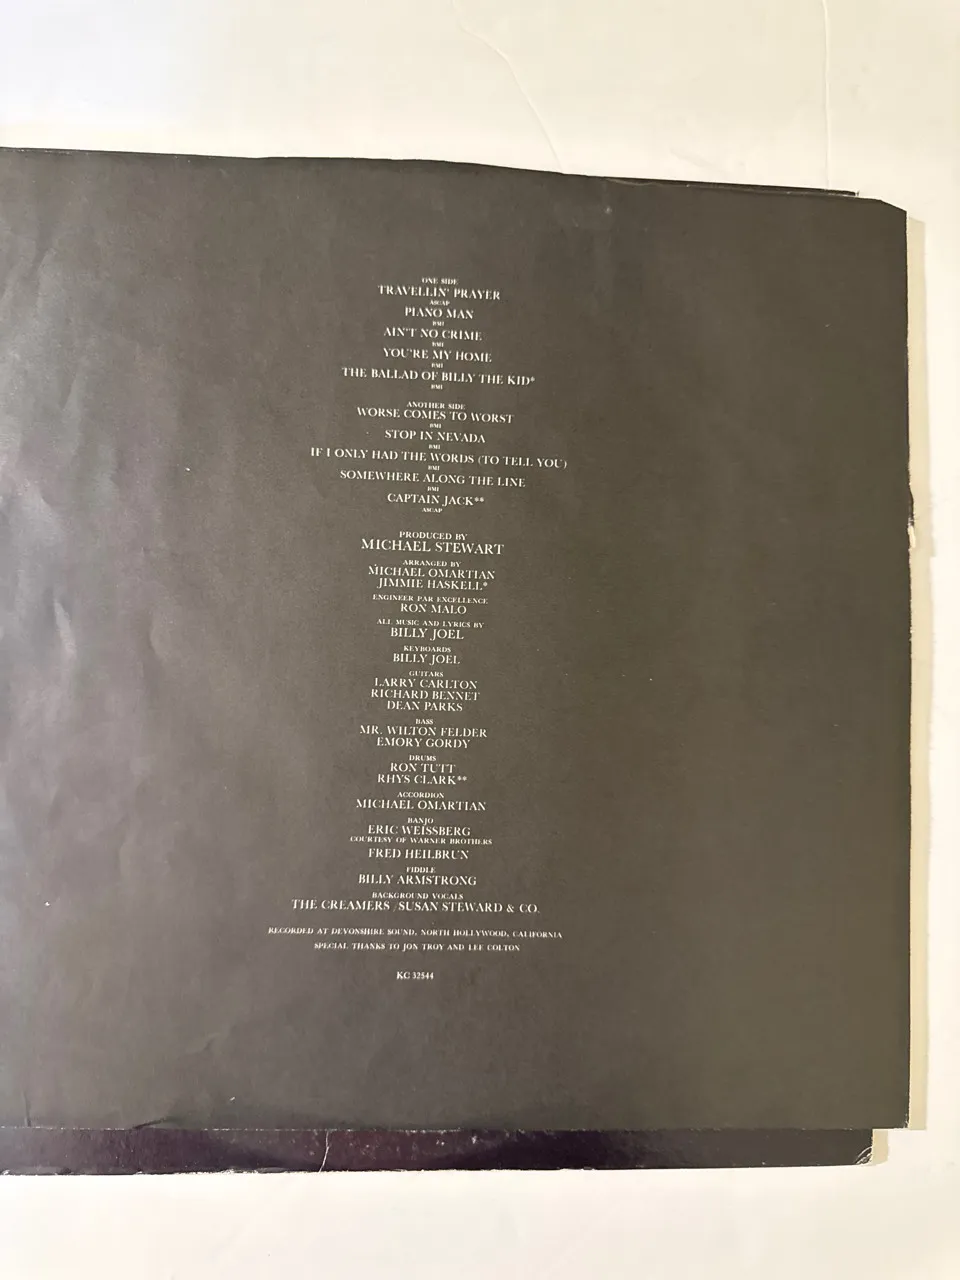 ONE SIDE
TRAVELLIN' PRAYER
ASCAP
PIANO MAN
BMI
AIN'T NO CRIME
BMI
YOU'RE MY HOME
BMI
THE BALLAD OF BILLY THE KID*
BMI
ANOTHER SIDE
WORSE COMES TO WORST
BMI
STOP IN NEVADA
BMI
IF I ONLY HAD THE WORDS (TO TELL YOU)
BMI
SOMEWHERE ALONG THE LINE
BMI
CAPTAIN JACK**
ASCAP
PRODUCED BY
MICHAEL STEWART
ARRANGED BY
MICHAEL OMARTIAN
JIMMIE HASKELL*
ENGINEER PAR EXCELLENCE
RON MALO
ALL MUSIC AND LYRICS BY
BILLY JOEL
KEYBOARDS
BILLY JOEL
GUITARS
LARRY CARLTON
RICHARD BENNET
DEAN PARKS
BASS
MR. WILTON FELDER
EMORY GORDY
DRUMS
RON TUTT
RHYS CLARK**
ACCORDION
MICHAEL OMARTIAN
BANJO
ERIC WEISSBERG
COURTESY OF WARNER BROTHERS
FRED HEILBRUN
FIDDLE
BILLY ARMSTRONG
BACKGROUND VOCALS
THE CREAMERS/SUSAN STEWARD & CO.
RECORDED AT DEVONSHIRE SOUND, NORTH HOLLYWOOD, CALIFORNIA
SPECIAL THANKS TO JON TROY AND LEE COLTON
KC 32544